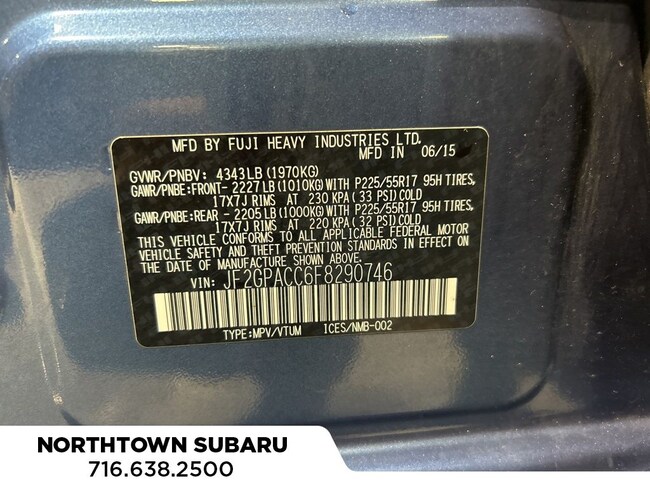 MFD BY FUJI HEAVY INDUSTRIES LTD.
MFD IN 06/15
GVWR/PNBV: 4343LB (1970KG)
GAWR/PNBE:FRONT- 2227LB(1010KG)WITH P225/55R17 95H TIRES,
17X7J RIMS AT 230 KPA (33 PSI)COLD
GAWR/PNBE:REAR - 2205LB(1000KG)WITH P225/55R17 95H TIRES,
17X7J RIMS AT 220 KPA (32 PSI)COLD
THIS VEHICLE CONFORMS TO ALL APPLICABLE FEDERAL MOTOR
VEHICLE SAFETY AND THEFT PREVENTION STANDARDS IN EFFECT
ON THE DATE OF MANUFACTURE SHOWN ABOVE.
VIN: JF2GPACC6F8290746
TYPE:MPV/VTUM ICES/NMB-002
NORTHTOWN SUBARU
716.638.2500